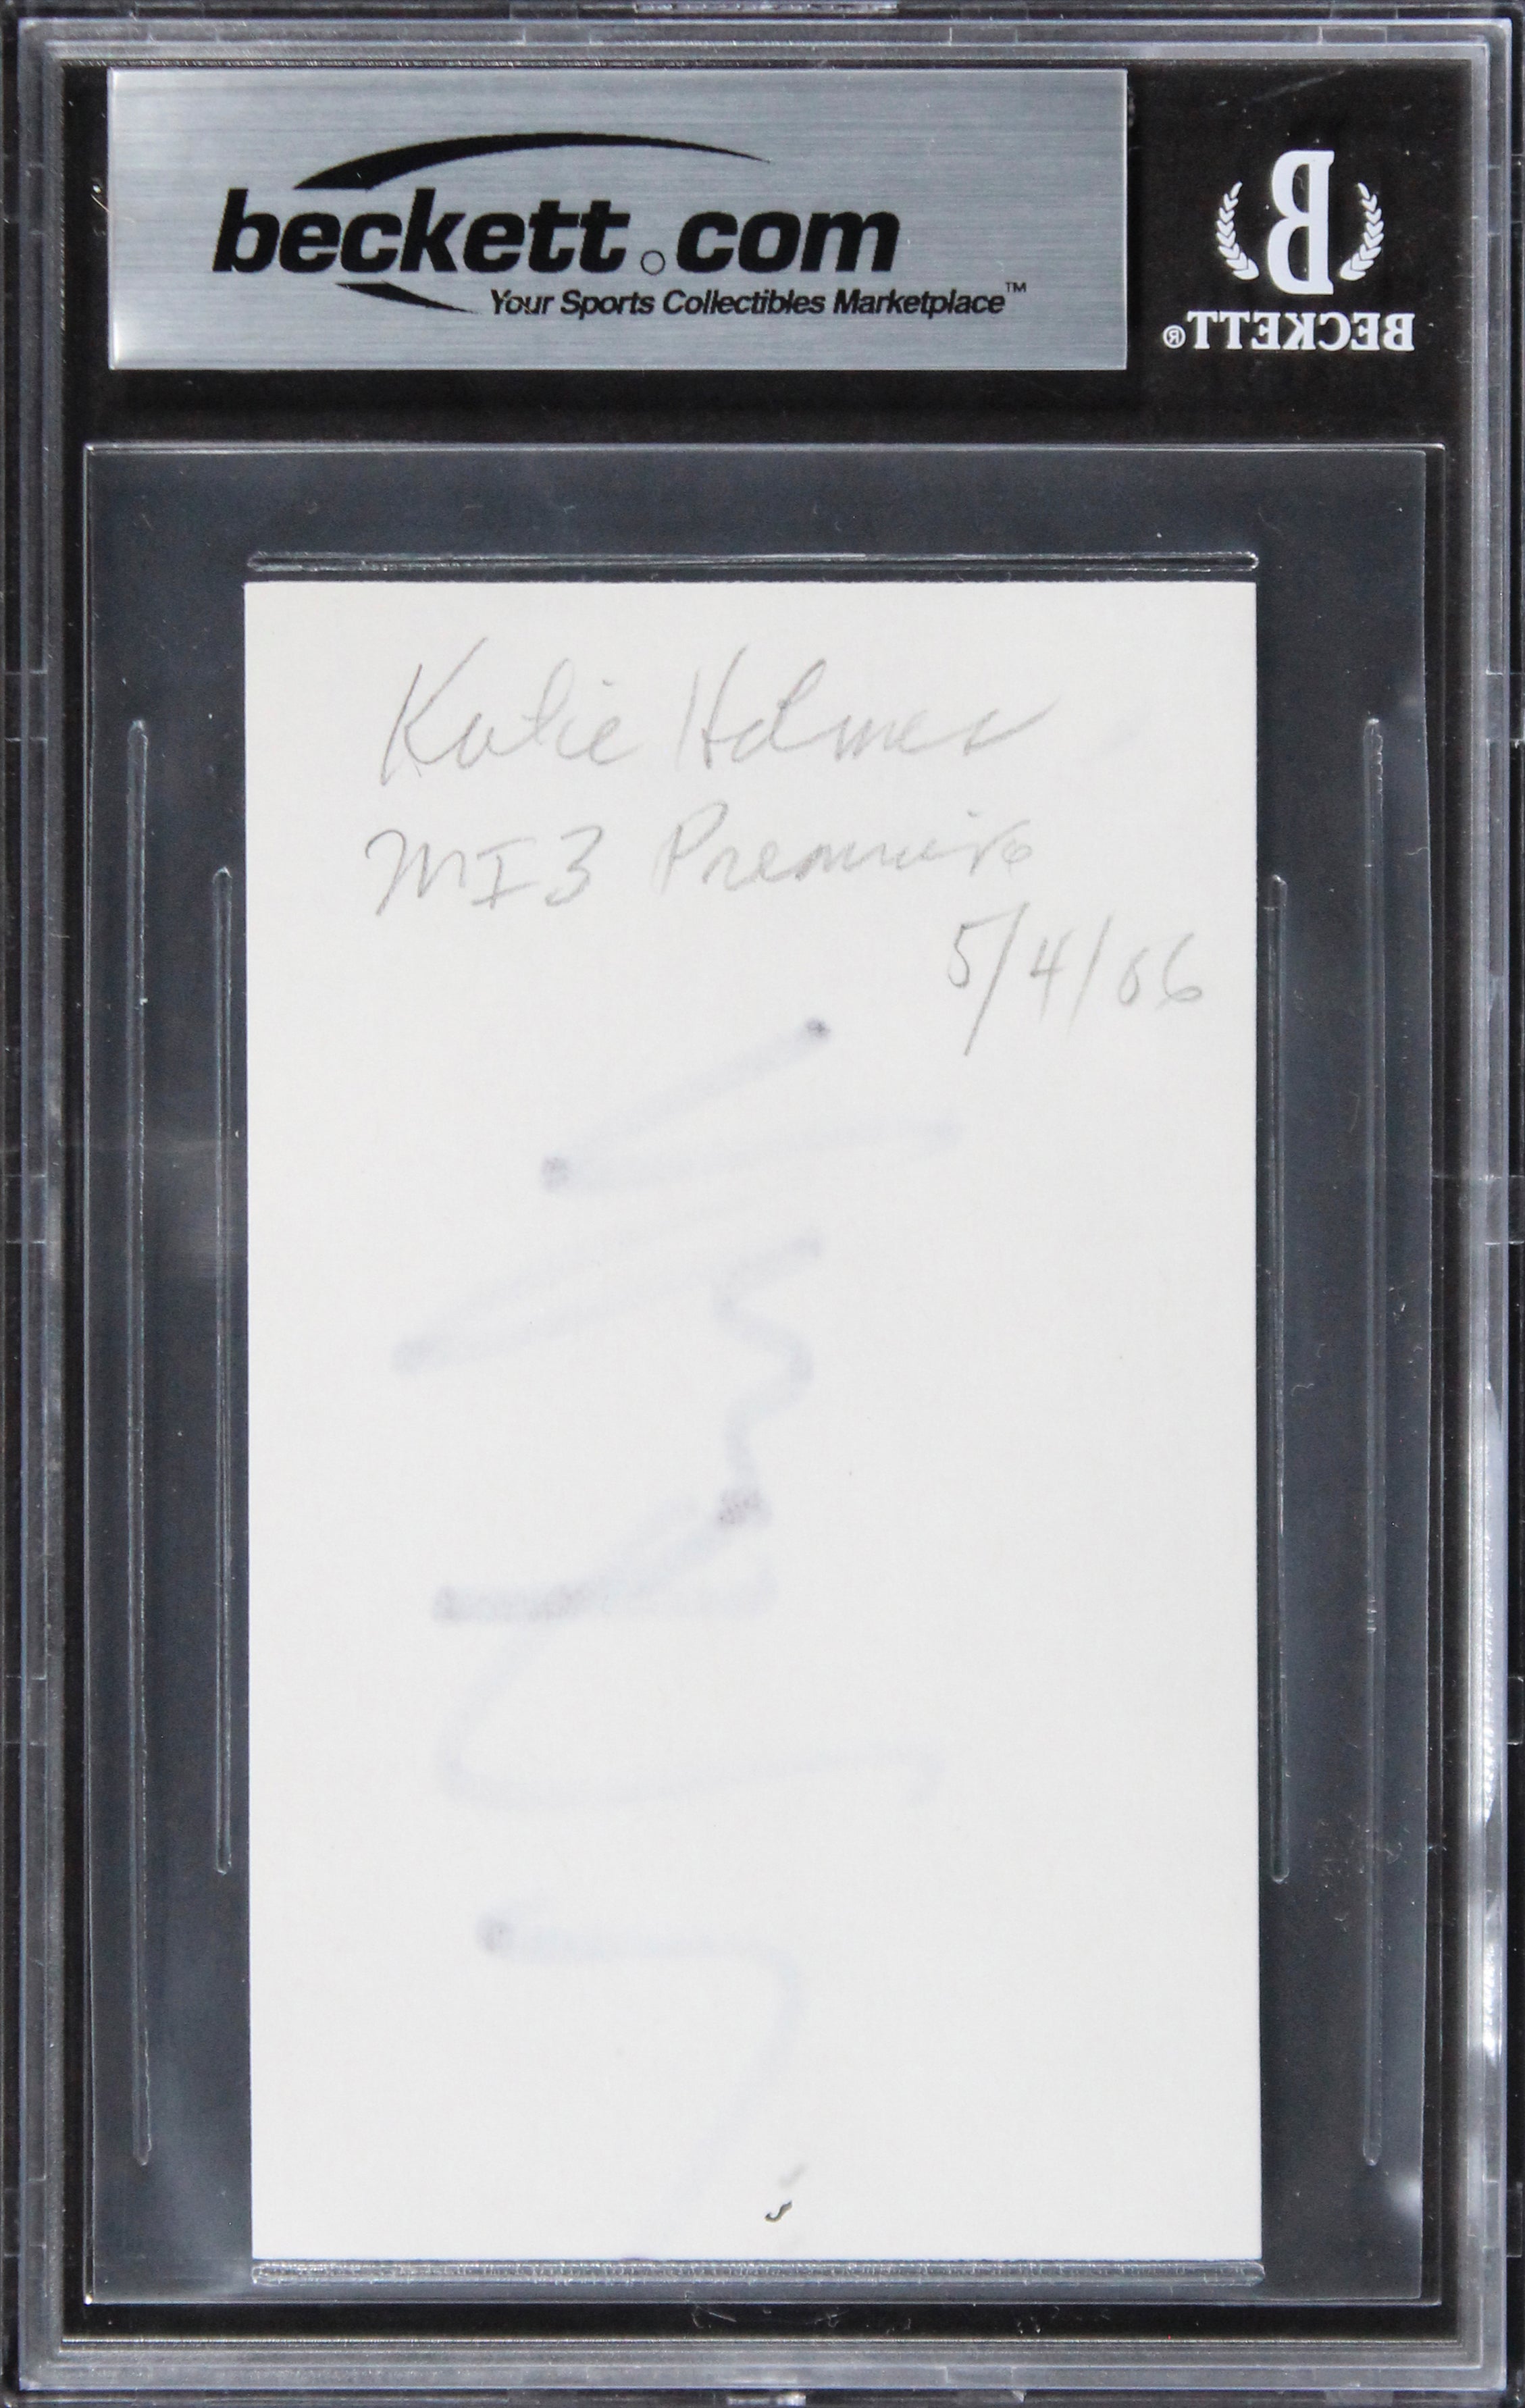 beckett.com
Your Sports Collectibles Marketplace™
B
BECKETT®
Katie Holmes
MI3 Premiere
5/4/06